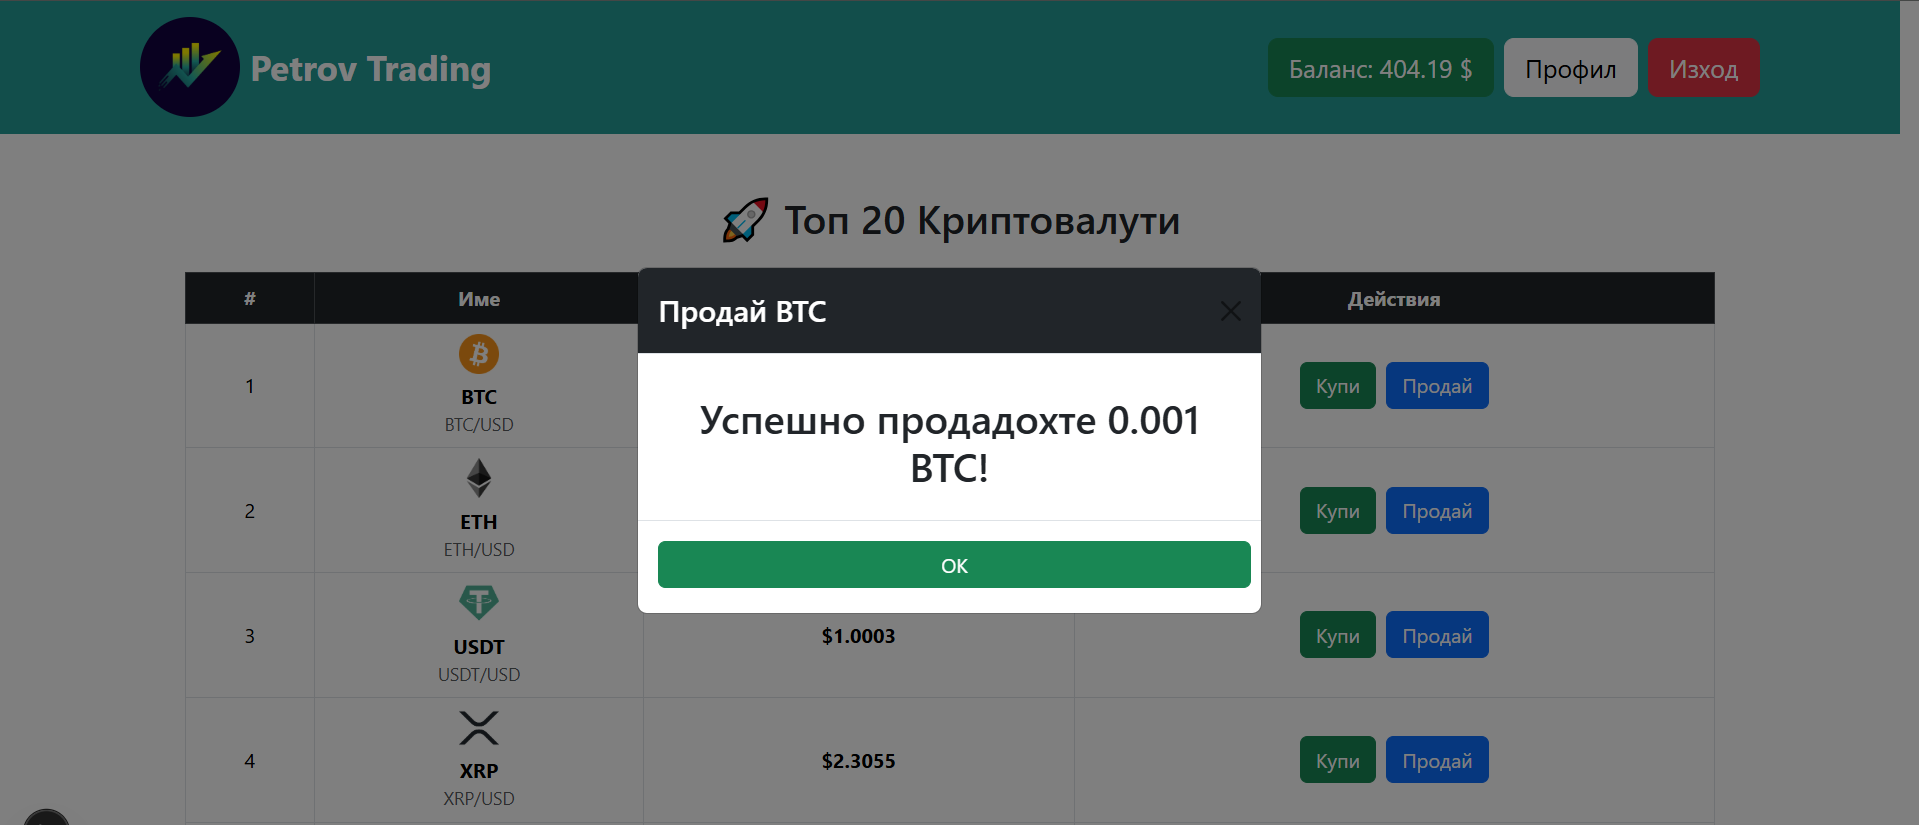 Petrov Trading
Баланс: 404.19 $
Профил
Изход
Топ 20 Криптовалути
#
Име
Действия
Продай BTC
Успешно продадохте 0.001
BTC!
ОК
1
BTC
BTC/USD
Купи
Продай
2
ETH
ETH/USD
Купи
Продай
3
USDT
USDT/USD
$1.0003
Купи
Продай
4
XRP
XRP/USD
$2.3055
Купи
Продай